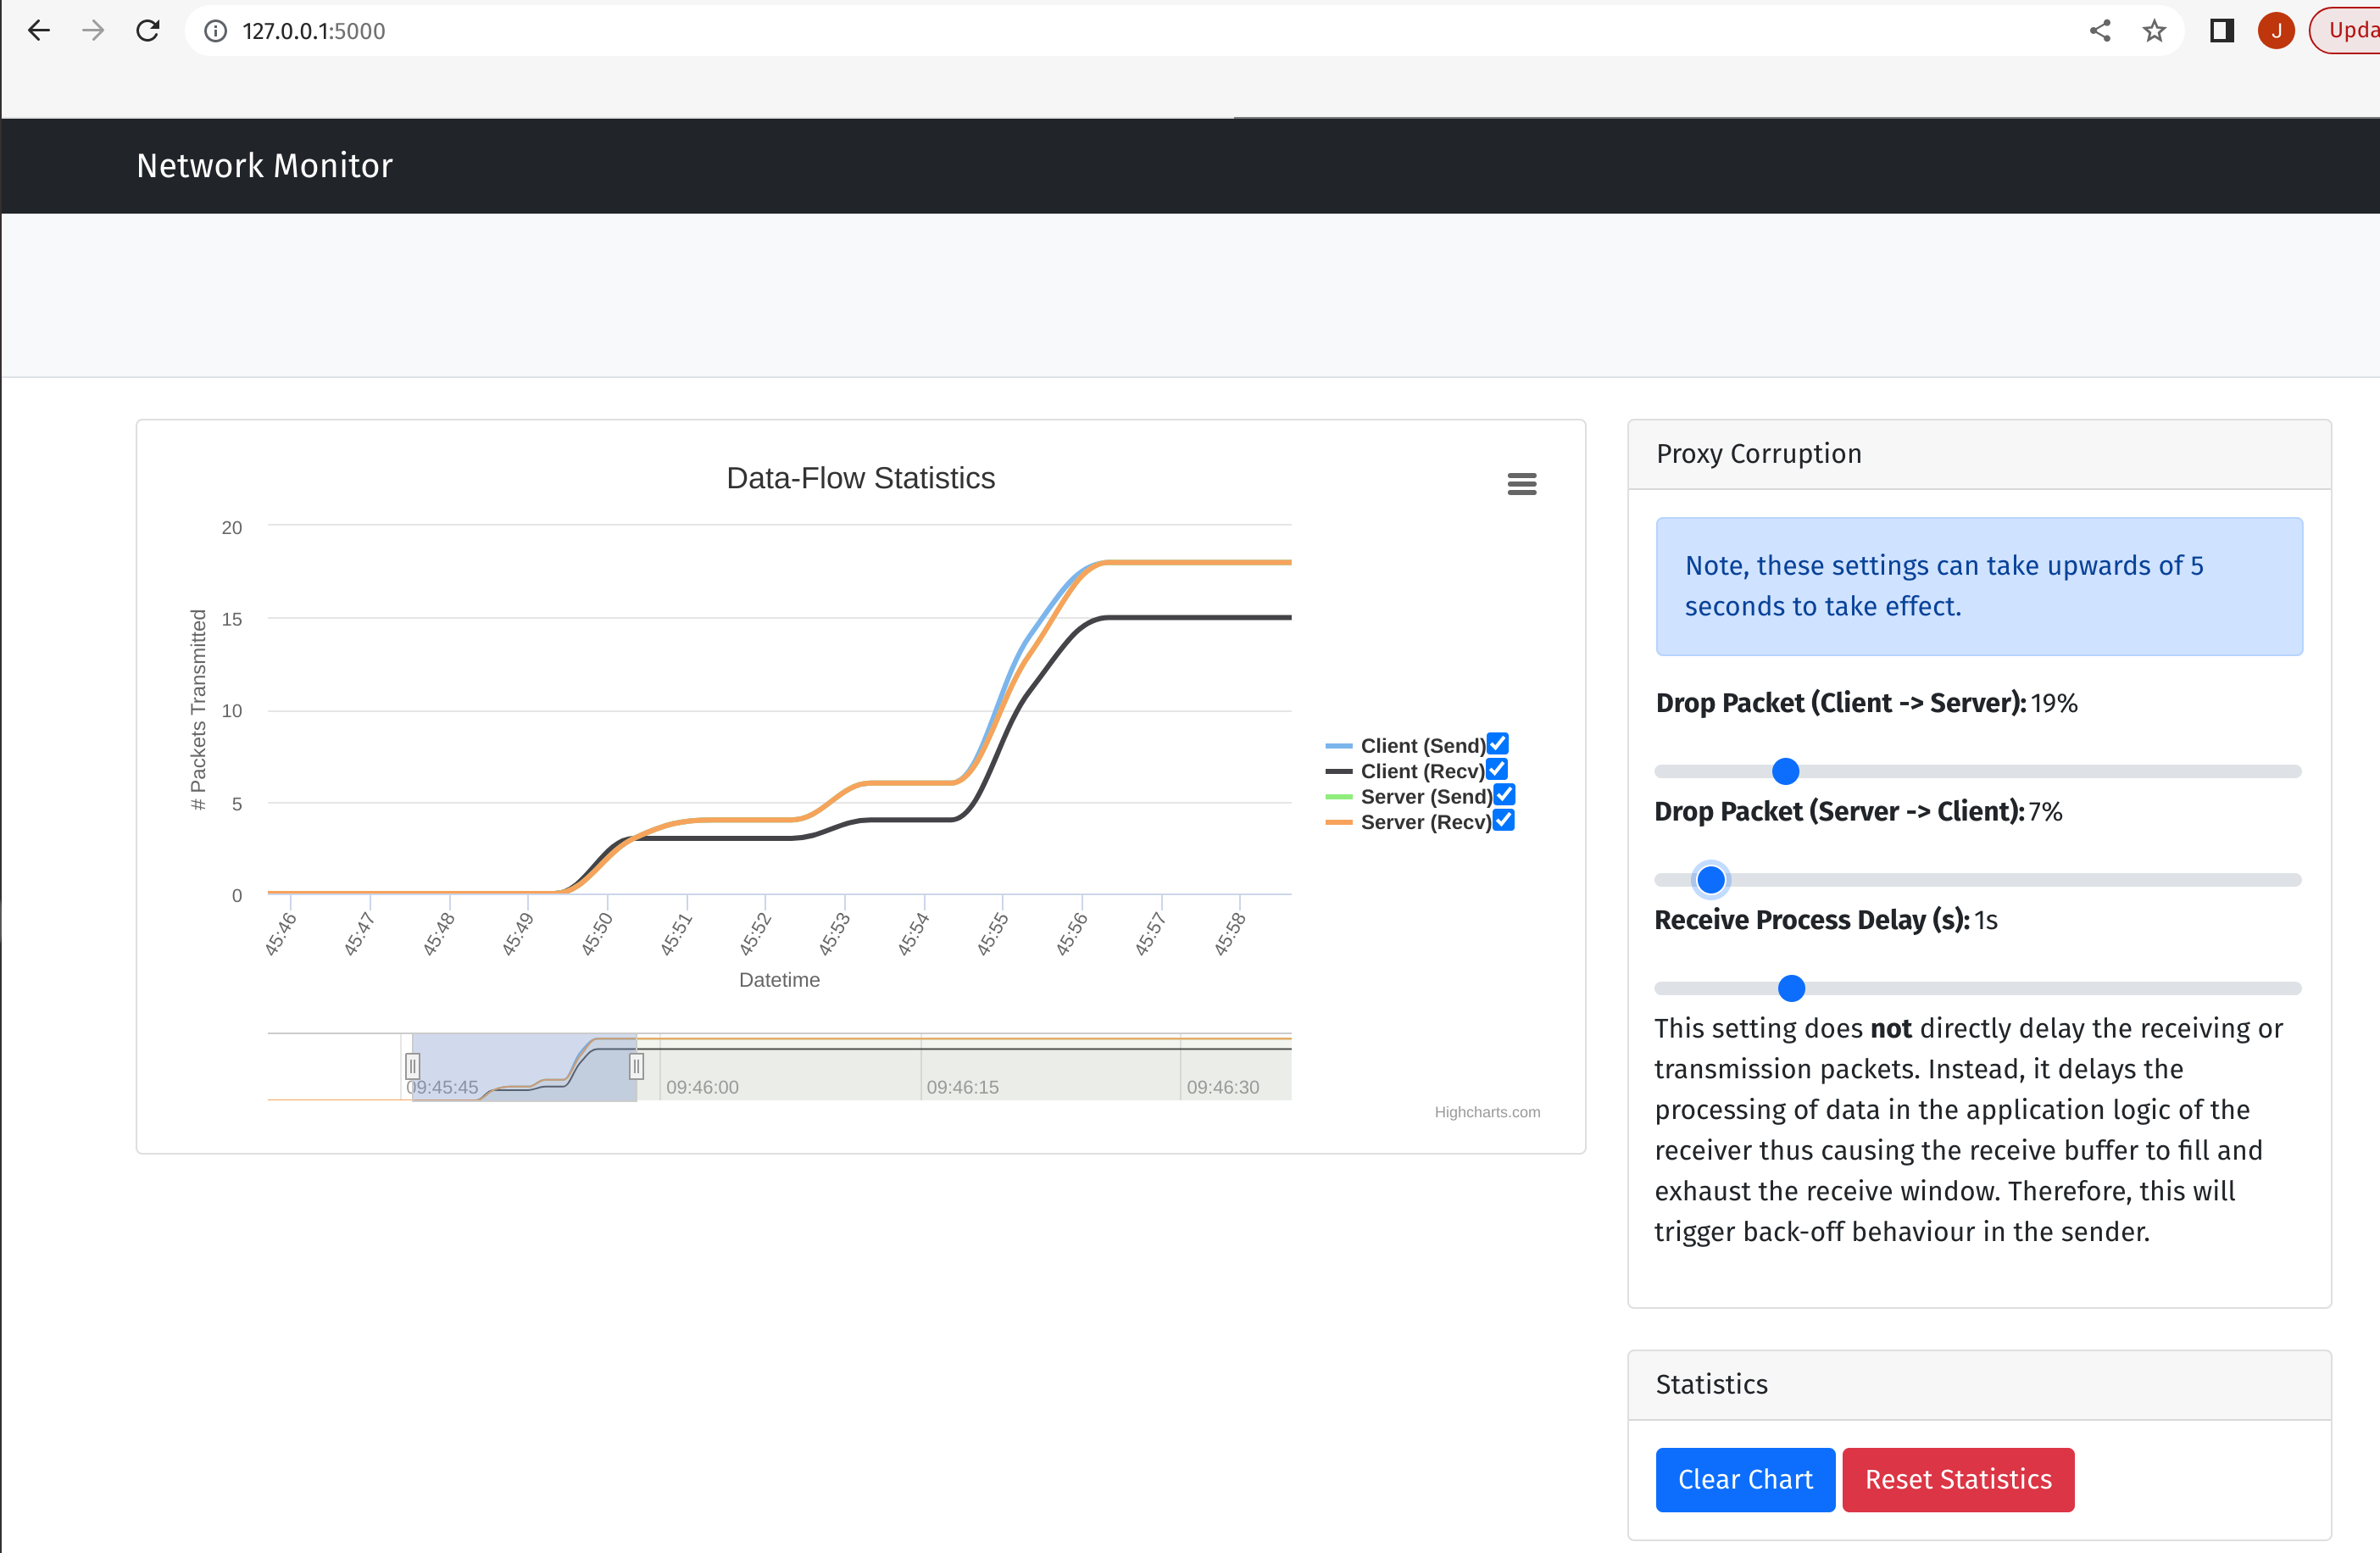 127.0.0.1:5000
J
Upda
Network Monitor
Data-Flow Statistics
20
15
10
5
0
# Packets Transmitted
45:46
45:47
45:48
45:49
45:50
45:51
45:52
45:53
45:54
45:55
45:56
45:57
45:58
Datetime
Client (Send)
Client (Recv)
Server (Send)
Server (Recv)
09:45:45
09:46:00
09:46:15
09:46:30
Highcharts.com
Proxy Corruption
Note, these settings can take upwards of 5
seconds to take effect.
Drop Packet (Client -> Server): 19%
Drop Packet (Server -> Client): 7%
Receive Process Delay (s): 1s
This setting does not directly delay the receiving or
transmission packets. Instead, it delays the
processing of data in the application logic of the
receiver thus causing the receive buffer to fill and
exhaust the receive window. Therefore, this will
trigger back-off behaviour in the sender.
Statistics
Clear Chart
Reset Statistics